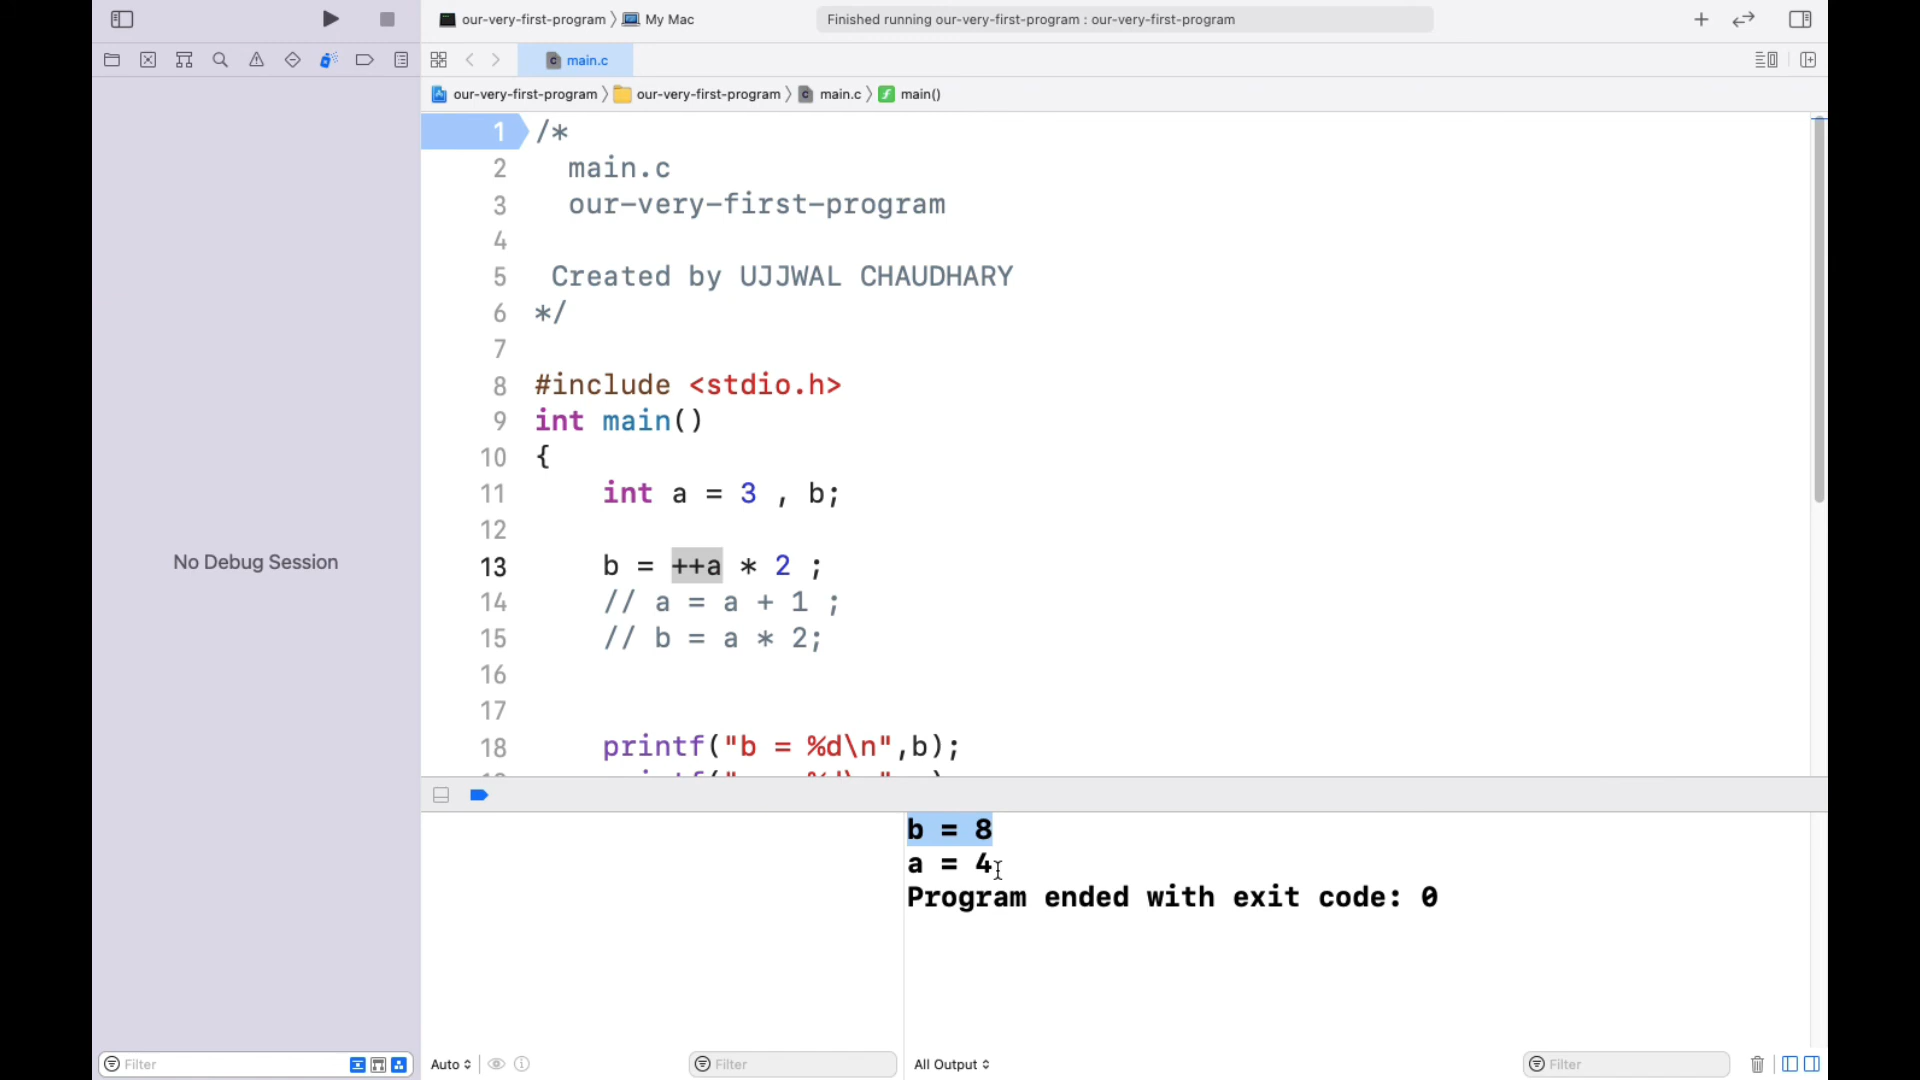 our-very-first-program 〉 My Mac
Finished running our-very-first-program : our-very-first-program
main.c
our-very-first-program 〉 our-very-first-program 〉 main.c 〉 main()
1 /*
2 main.c
3 our-very-first-program
4
5 Created by UJJWAL CHAUDHARY
6 */
7
8 #include <stdio.h>
9 int main()
10 {
11 int a = 3 , b;
12
13 b = ++a * 2 ;
14 // a = a + 1 ;
15 // b = a * 2;
16
17
18 printf("b = %d\n",b);
No Debug Session
b = 8
a = 4
Program ended with exit code: 0
Filter
Auto
Filter
All Output
Filter